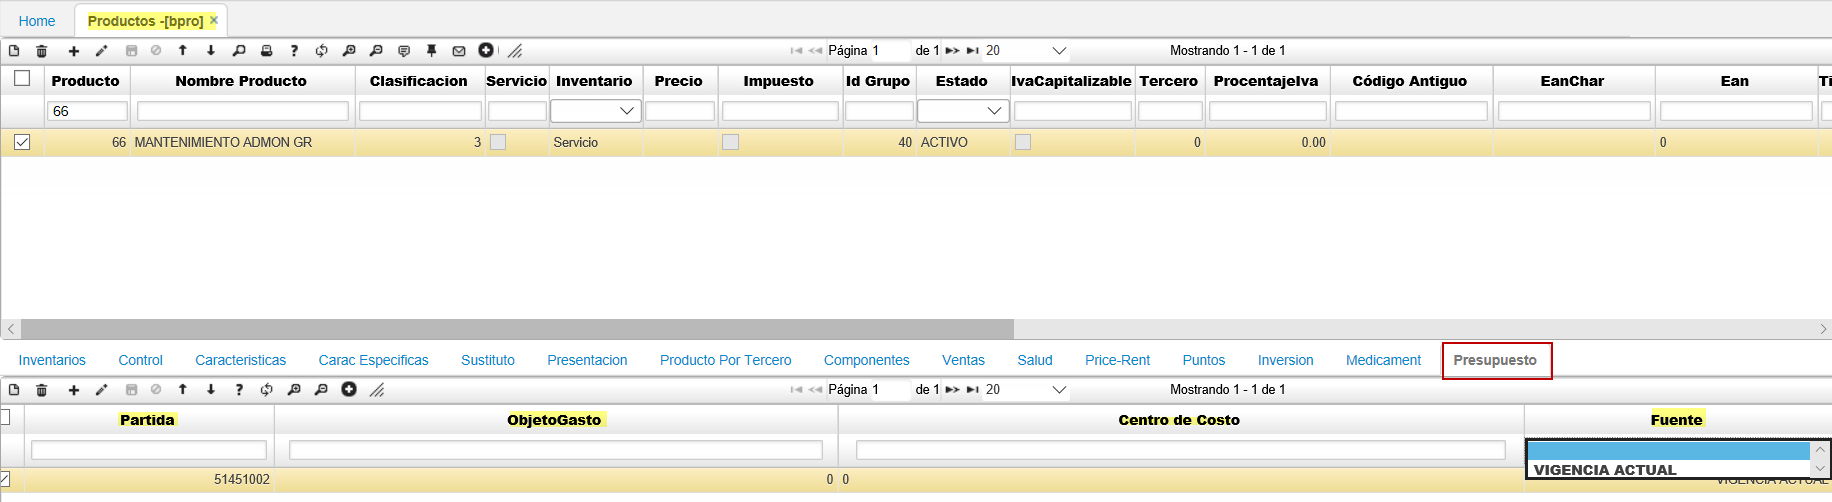 Home Productos -[bpro] ×
Página 1 de 1 20 Mostrando 1 - 1 de 1
Producto Nombre Producto Clasificacion Servicio Inventario Precio Impuesto Id Grupo Estado IvaCapitalizable Tercero ProcentajeIva Código Antiguo EanChar Ean
66
66 MANTENIMIENTO ADMON GR 3 Servicio 40 ACTIVO 0 0.00 0
Inventarios Control Caracteristicas Carac Especificas Sustituto Presentacion Producto Por Tercero Componentes Ventas Salud Price-Rent Puntos Inversion Medicament Presupuesto
Página 1 de 1 20 Mostrando 1 - 1 de 1
Partida ObjetoGasto Centro de Costo Fuente
VIGENCIA ACTUAL
51451002 0 0 VIGENCIA ACTUAL